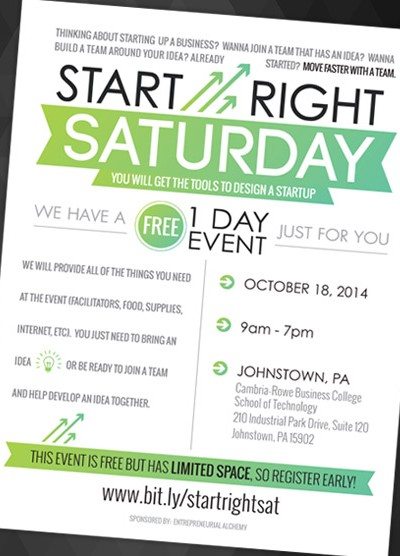 THINKING ABOUT STARTING UP A BUSINESS? WANNA JOIN A TEAM THAT HAS AN IDEA? WANNA
BUILD A TEAM AROUND YOUR IDEA? ALREADY STARTED? MOVE FASTER WITH A TEAM.
START RIGHT
SATURDAY
YOU WILL GET THE TOOLS TO DESIGN A STARTUP
WE HAVE A FREE 1 DAY EVENT JUST FOR YOU
WE WILL PROVIDE ALL OF THE THINGS YOU NEED
AT THE EVENT (FACILITATORS, FOOD, SUPPLIES,
INTERNET, ETC). YOU JUST NEED TO BRING AN
IDEA OR BE READY TO JOIN A TEAM
AND HELP DEVELOP AN IDEA TOGETHER.
OCTOBER 18, 2014
9am - 7pm
JOHNSTOWN, PA
Cambria-Rowe Business College
School of Technology
210 Industrial Park Drive, Suite 120
Johnstown, PA 15902
THIS EVENT IS FREE BUT HAS LIMITED SPACE, SO REGISTER EARLY!
www.bit.ly/startrightsat
SPONSORED BY: ENTREPRENEURIAL ALCHEMY